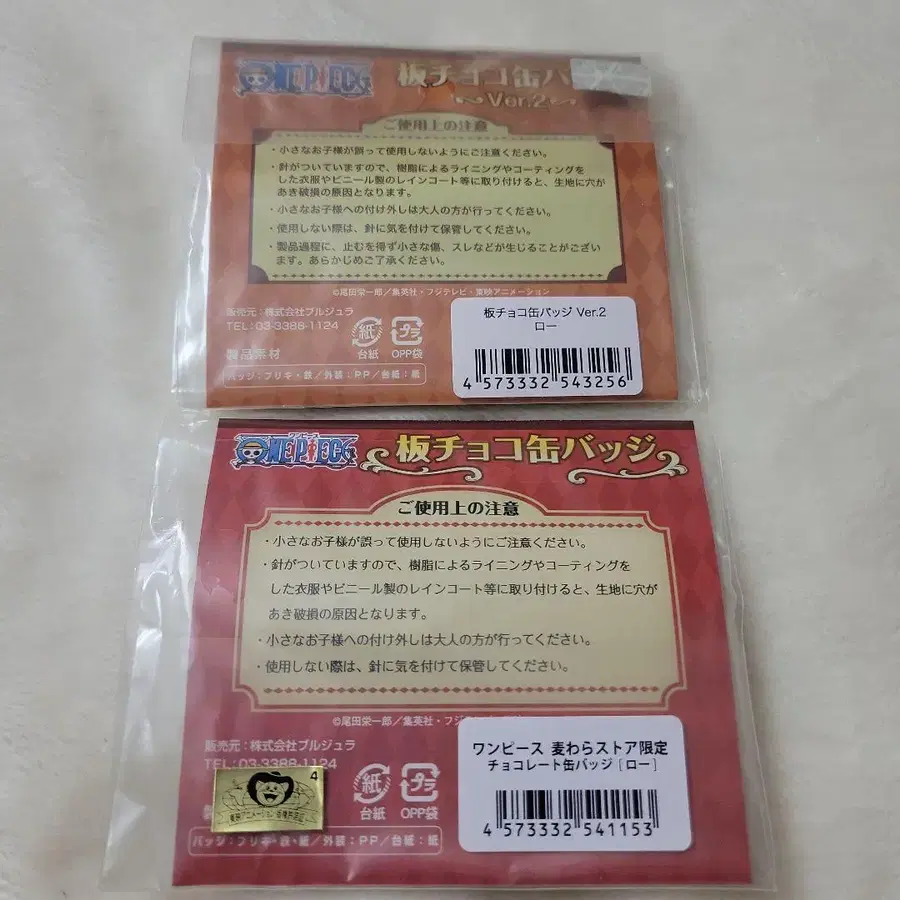 ONE PIECE
板チョコ缶バ
Ver.2
ご使用上の注意
・小さなお子様が誤って使用しないようにご注意ください。
・針がついていますので、樹脂によるライニングやコーティングを
した衣服やビニール製のレインコート等に取り付けると、生地に穴が
あき破損の原因となります。
・小さなお子様への付け外しは大人の方が行ってください。
・使用しない際は、針に気を付けて保管してください。
・製品過程に、止むを得ず小さな傷、スレなどが生じることがござい
ます。あらかじめご了承ください。
©尾田栄一郎/集英社・フジテレビ・東映アニメーション
販売元:株式会社ブルジュラ
TEL:03-3388-1124
紙
プラ
台紙
OPP袋
製品素材
バッジ:ブリキ・鉄/外装:PP/台紙:紙
板チョコ缶バッジ Ver.2
ロー
4 573332 543256
ワンピース
ONE PIECE
板チョコ缶バッジ
ご使用上の注意
・小さなお子様が誤って使用しないようにご注意ください。
・針がついていますので、樹脂によるライニングやコーティングを
した衣服やビニール製のレインコート等に取り付けると、生地に穴が
あき破損の原因となります。
・小さなお子様への付け外しは大人の方が行ってください。
・使用しない際は、針に気を付けて保管してください。
©尾田栄一郎/集英社・フジ
販売元:株式会社ブルジュラ
TEL:03-3388-1124
4
東映アニメーション
紙
プラ
台紙
OPP袋
バッジ:ブリキ・鉄・紙/外装:PP/台紙:紙
ワンピース 麦わらストア限定
チョコレート缶バッジ [ロー]
4 573332 541153